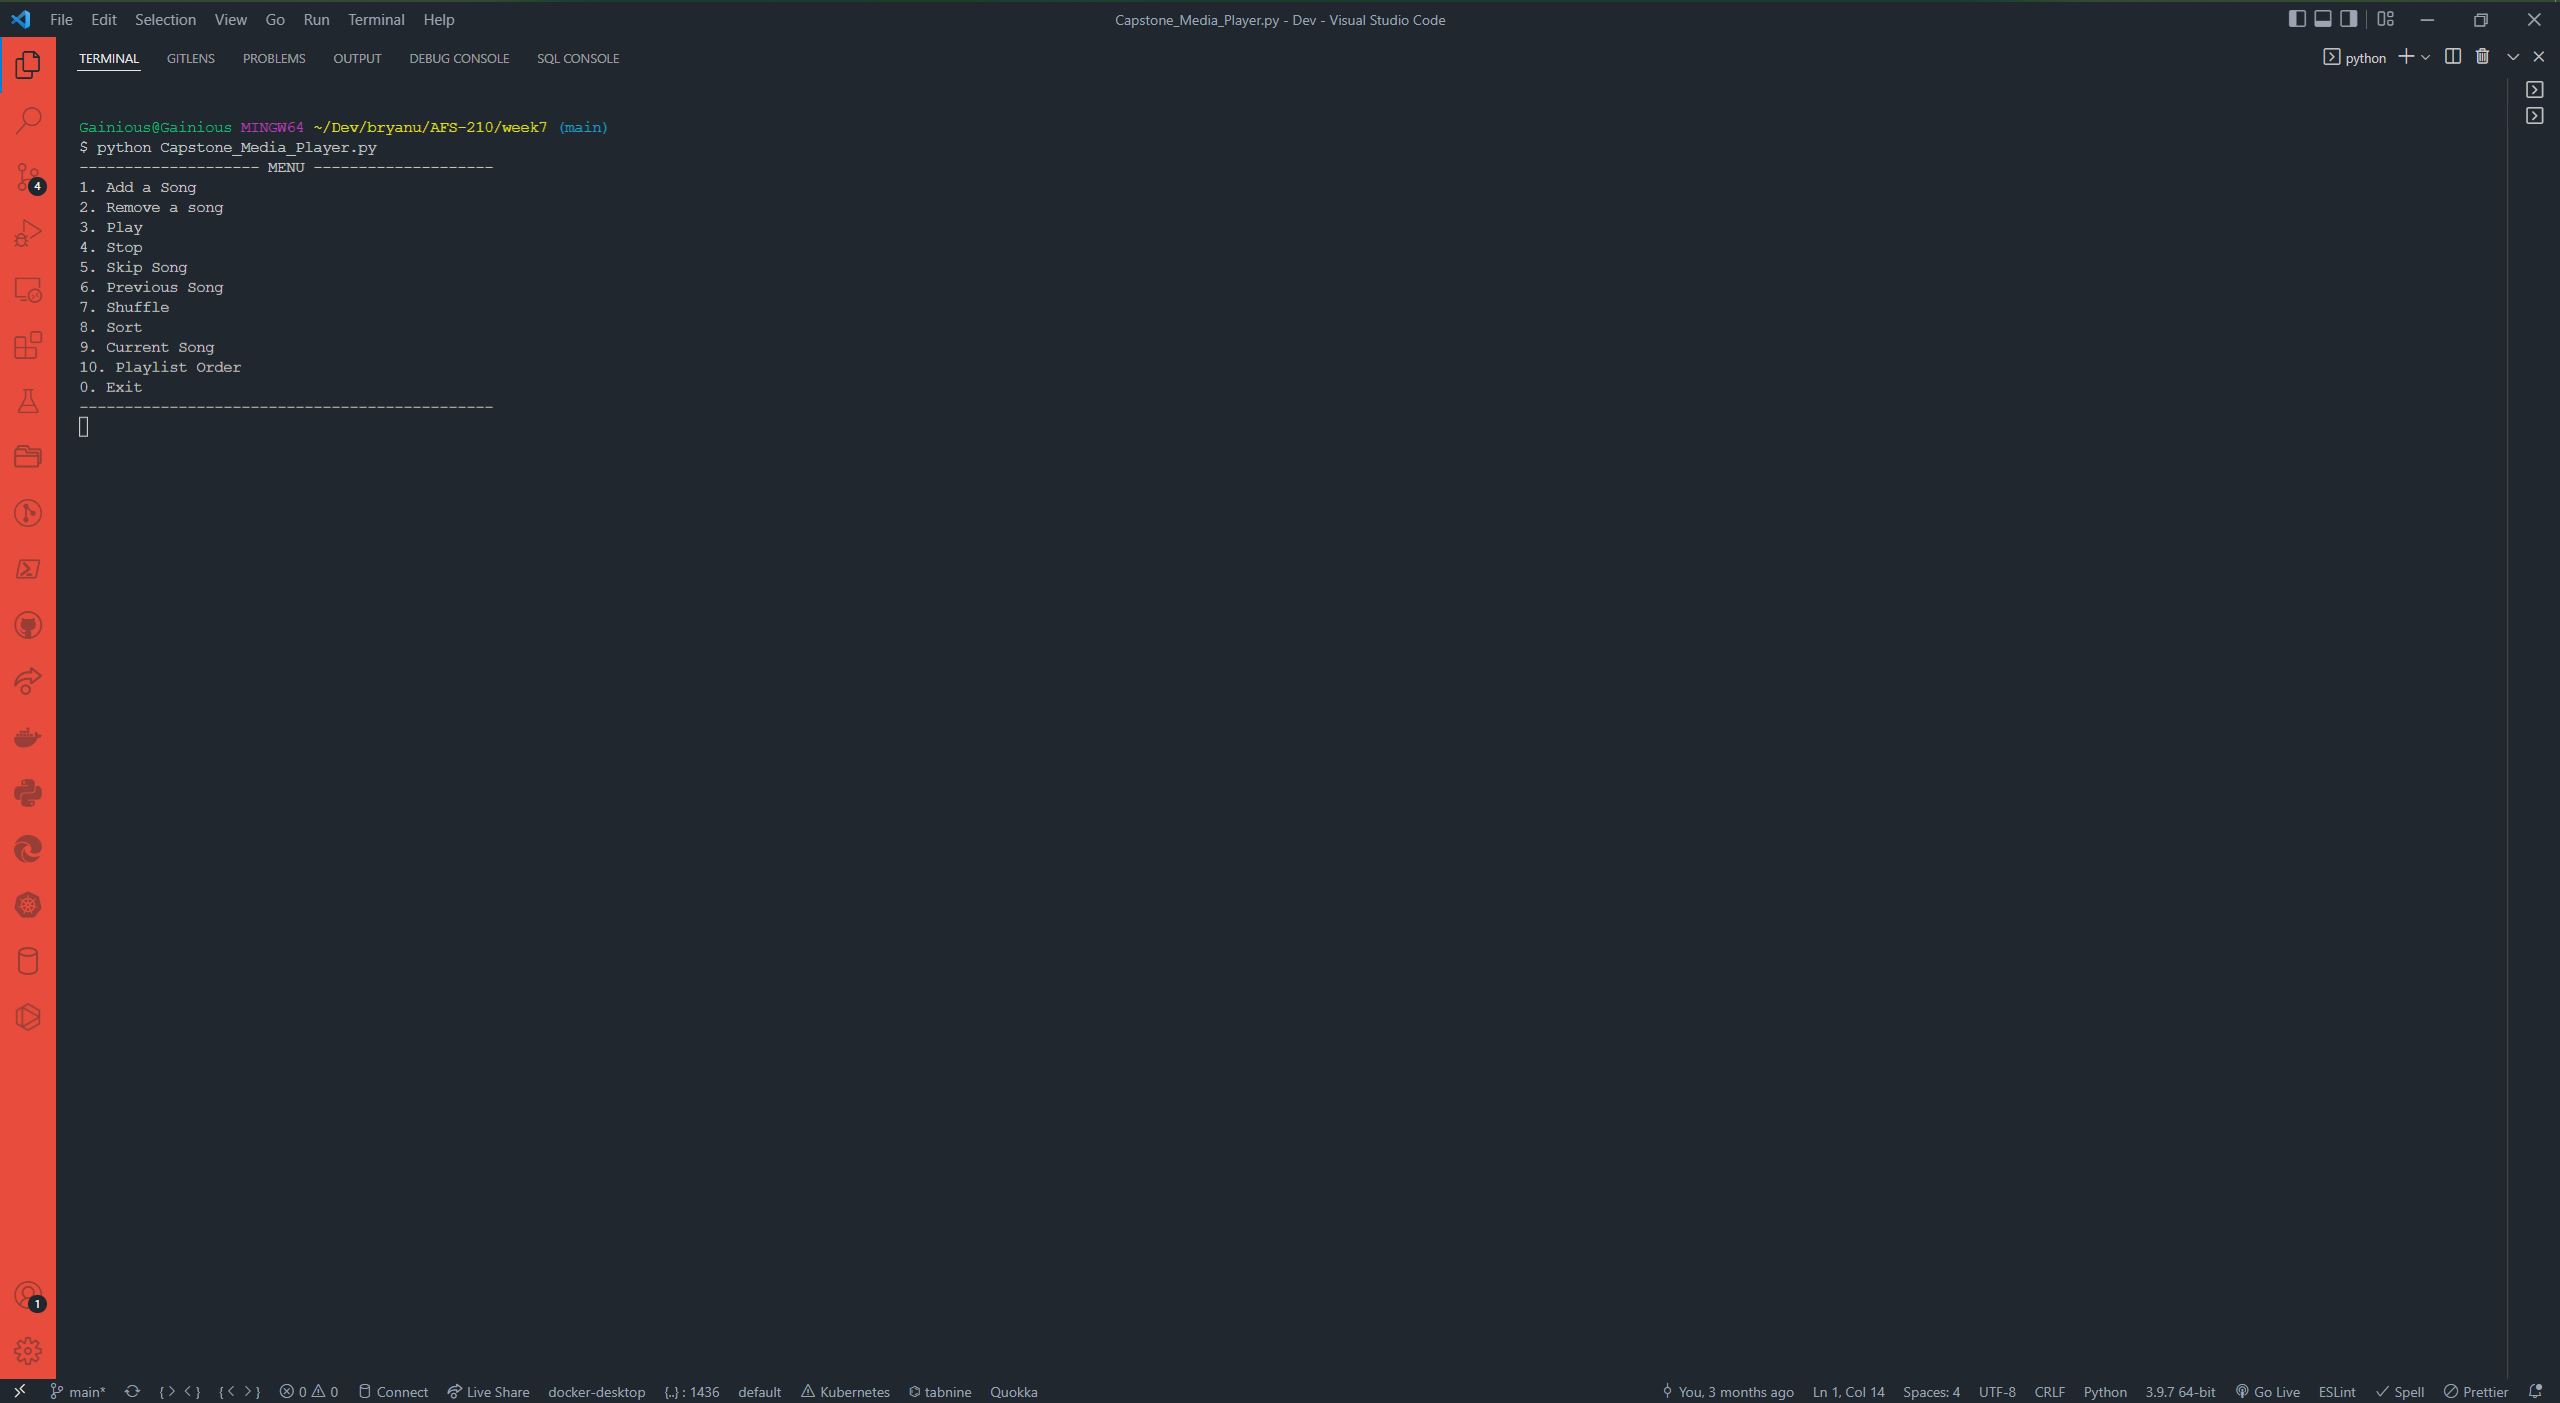 File Edit Selection View Go Run Terminal Help
Capstone_Media_Player.py - Dev - Visual Studio Code
TERMINAL GITLENS PROBLEMS OUTPUT DEBUG CONSOLE SQL CONSOLE
python
Gainious@Gainious MINGW64 ~/Dev/bryanu/AFS-210/week7 (main)
$ python Capstone_Media_Player.py
-------------------- MENU --------------------
1. Add a Song
2. Remove a song
3. Play
4. Stop
5. Skip Song
6. Previous Song
7. Shuffle
8. Sort
9. Current Song
10. Playlist Order
0. Exit
----------------------------------------------
4
1
main* {> <} {< >} 0 0 Connect Live Share docker-desktop {..} : 1436 default Kubernetes tabnine Quokka
You, 3 months ago Ln 1, Col 14 Spaces: 4 UTF-8 CRLF Python 3.9.7 64-bit Go Live ESLint Spell Prettier